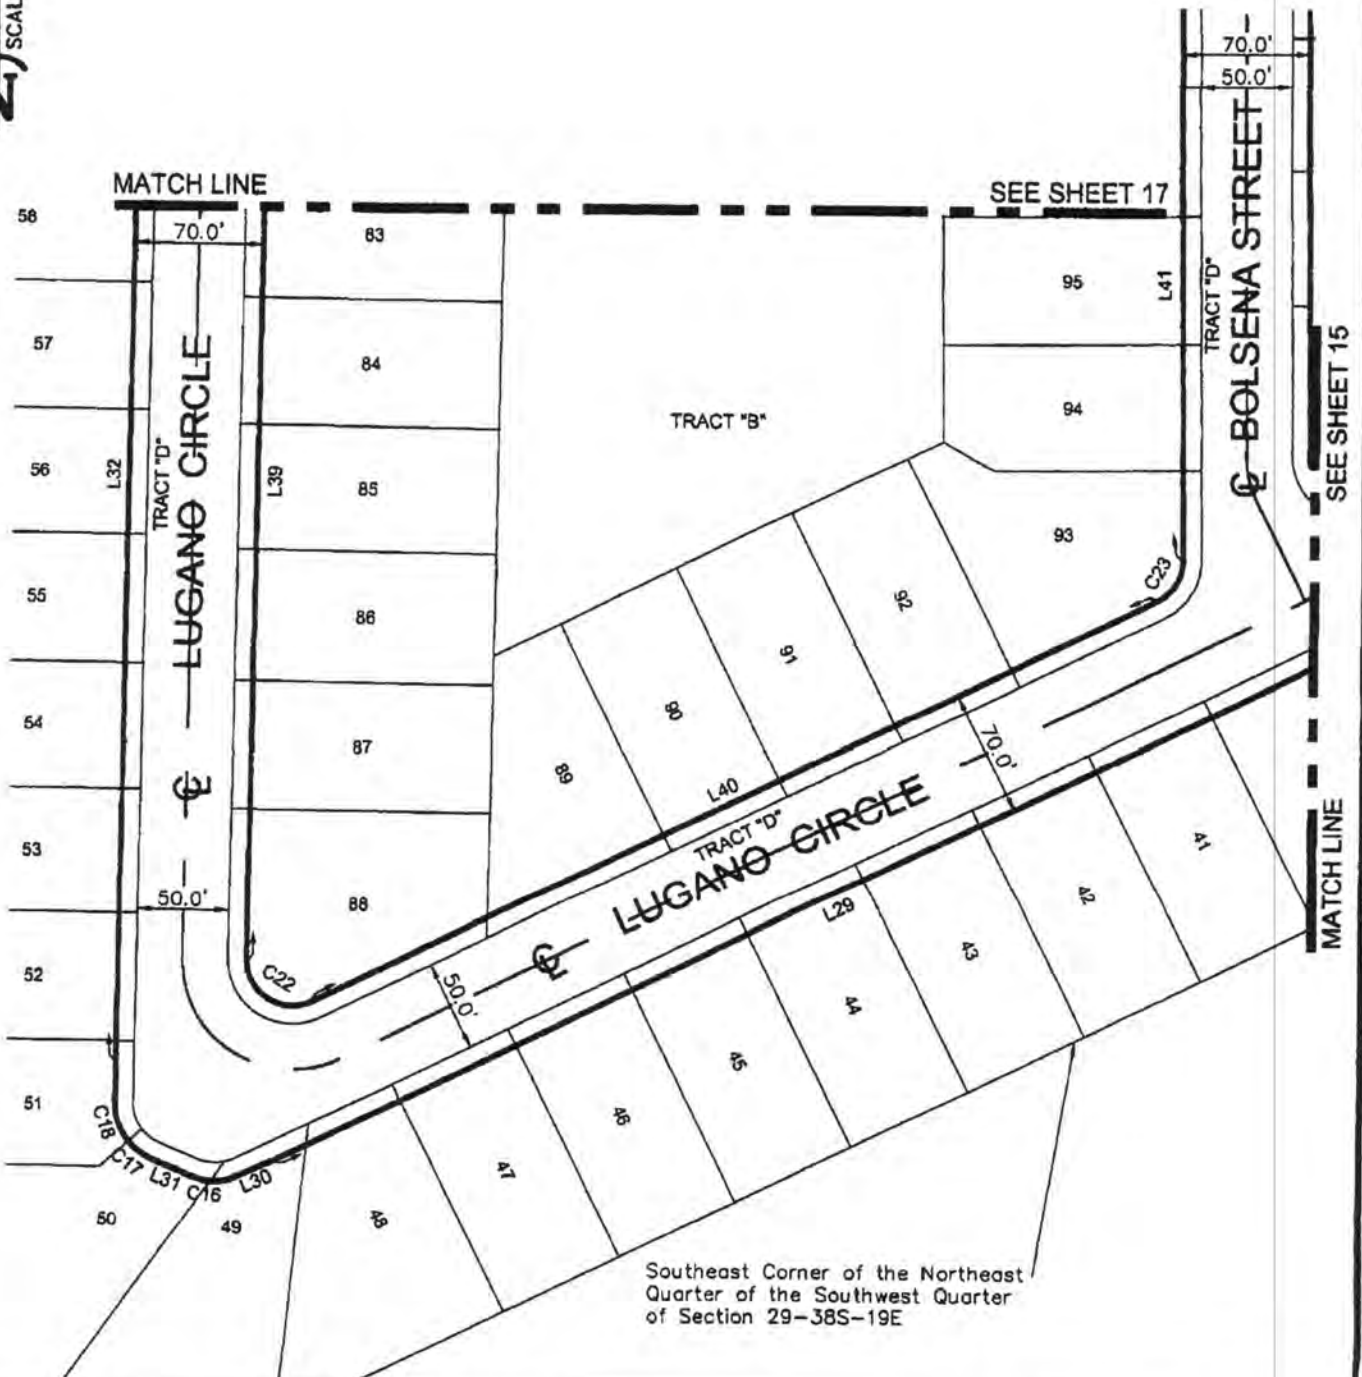 SCAL
70.0'
50.0'
BOLSENA STREET
MATCH LINE
SEE SHEET 17
58
70.0'
83
95
L41
TRACT "D"
57
84
SEE SHEET 15
LUGANO CIRCLE
94
TRACT "B"
56
L32
TRACT "D"
L39
85
93
55
86
C23
92
91
54
90
87
70.0'
89
L40
TRACT "D"
LUGANO CIRCLE
53
41
50.0'
88
L29
42
MATCH LINE
43
52
C22
50.0'
44
45
51
C18
46
C17
L31
C16
L30
47
50
49
48
Southeast Corner of the Northeast
Quarter of the Southwest Quarter
of Section 29-38S-19E